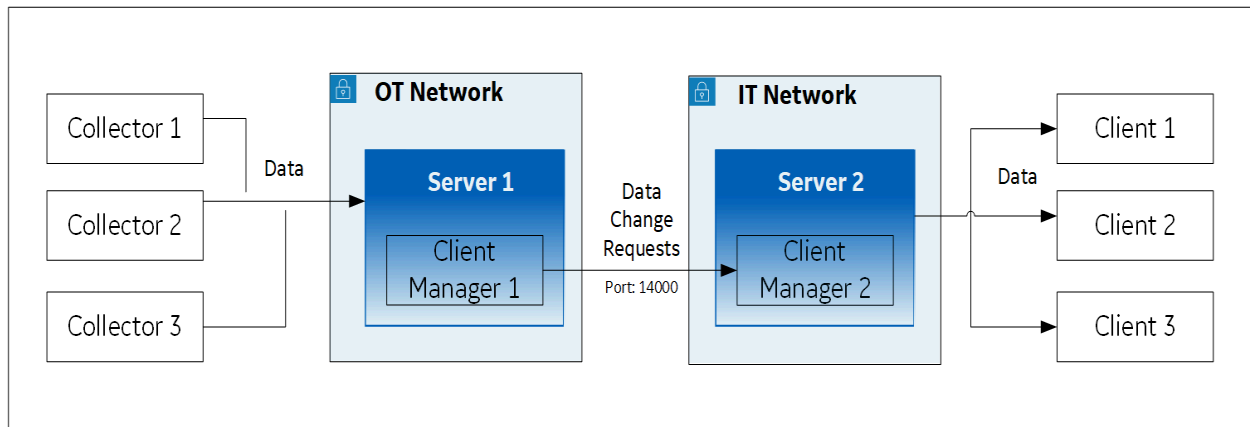 Collector 1
Collector 2
Collector 3
Data
OT Network
Server 1
Client
Manager 1
Data
Change
Requests
Port: 14000
IT Network
Server 2
Client
Manager 2
Data
Client 1
Client 2
Client 3